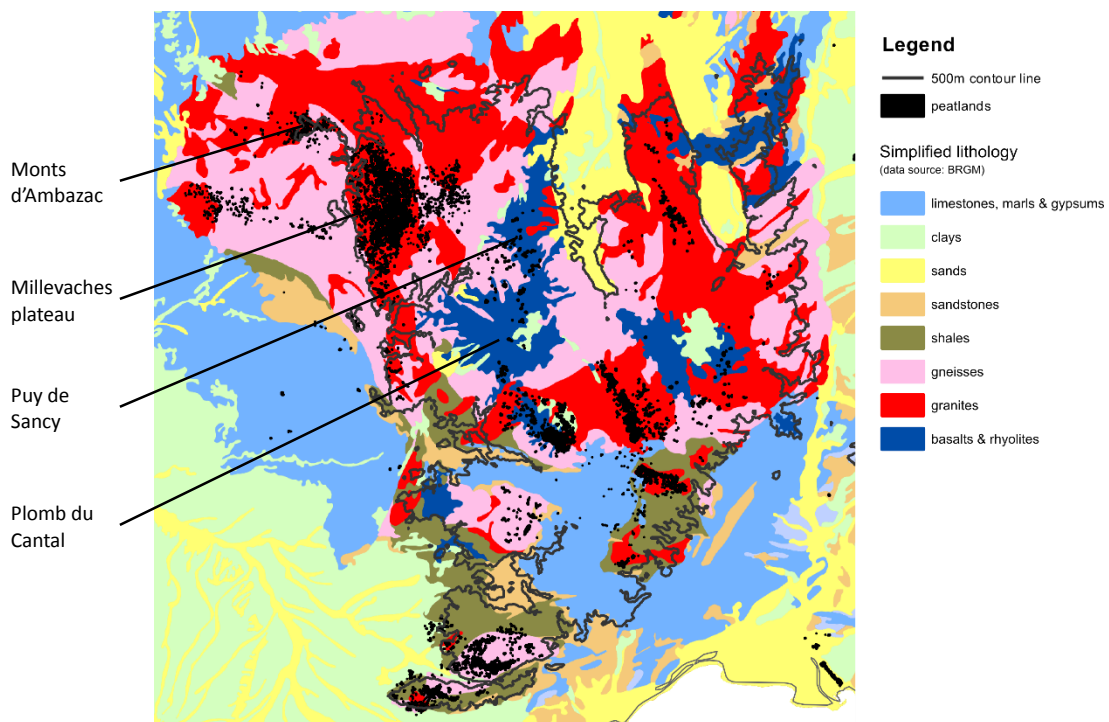 Monts
d’Ambazac
Millevaches
plateau
Puy de
Sancy
Plomb du
Cantal
Legend
500m contour line
peatlands
Simplified lithology
(data source: BRGM)
limestones, marls & gypsums
clays
sands
sandstones
shales
gneisses
granites
basalts & rhyolites